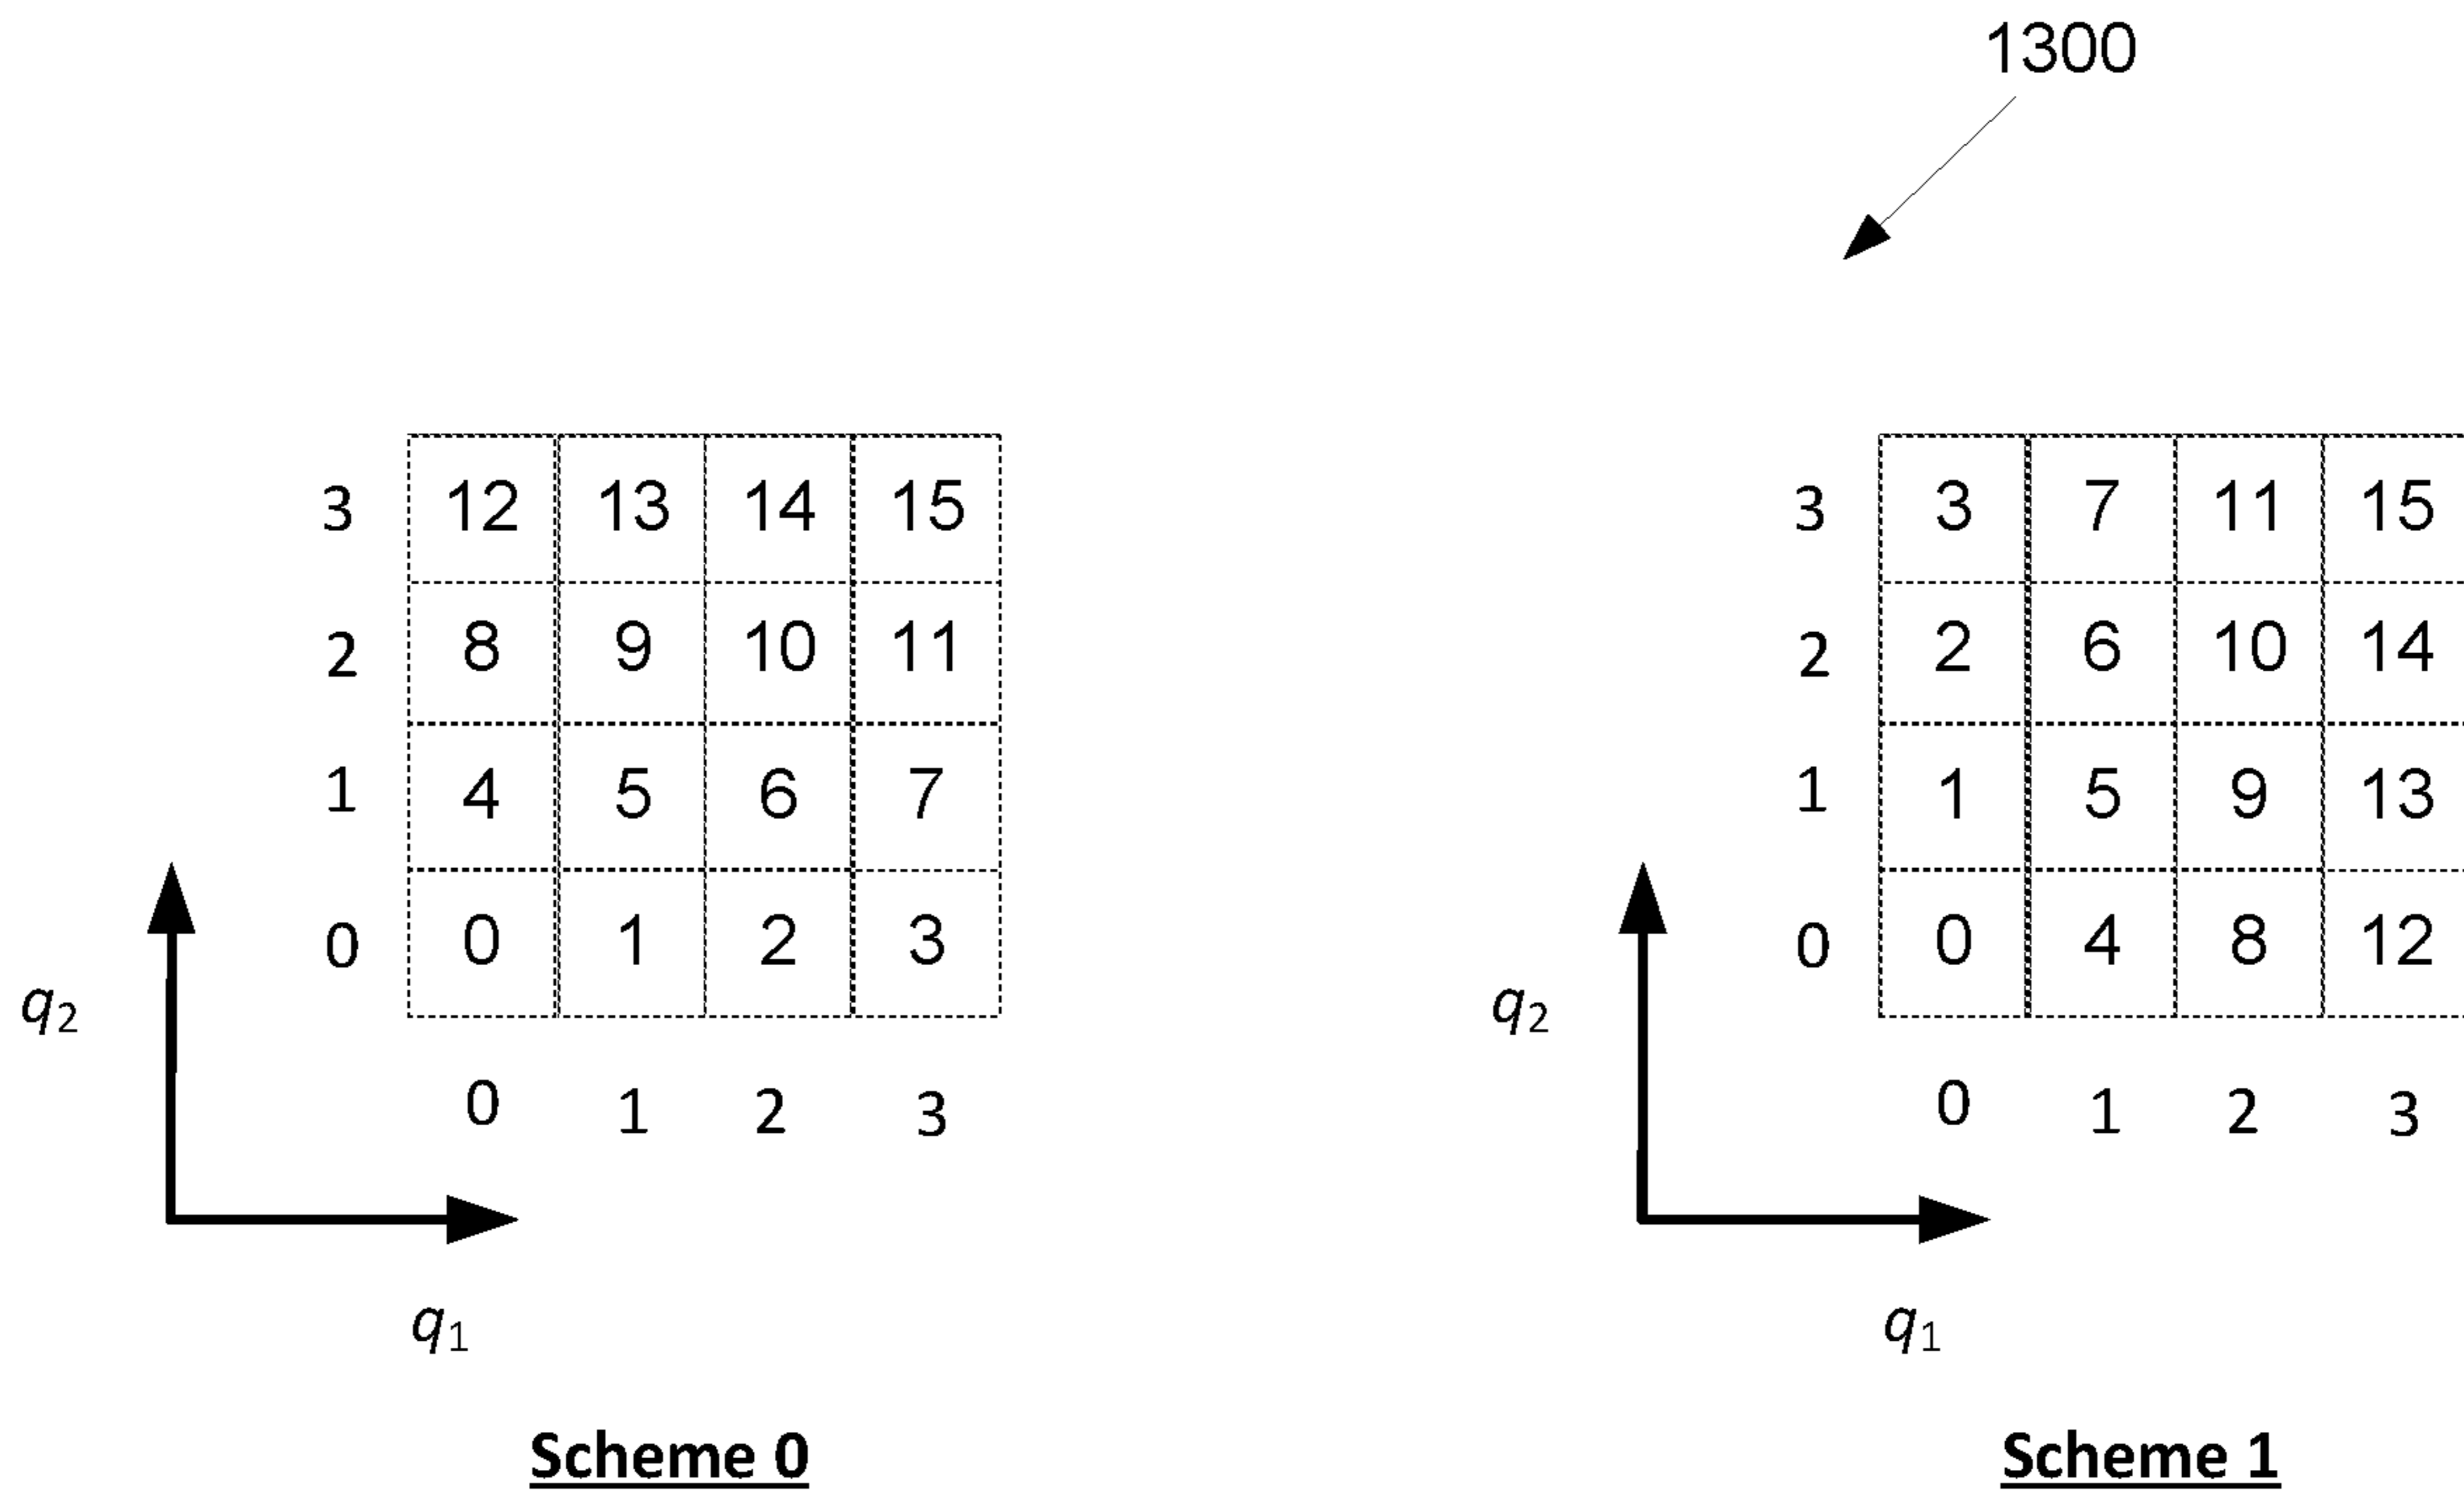 1300
3 12 13 14 15 3 3 7 11 15
2 8 9 10 11 2 2 6 10 14
1 4 5 6 7 1 1 5 9 13
0 0 1 2 3 0 0 4 8 12
q2 q2
0 1 2 3 0 1 2 3
q1 q1
Scheme 0 Scheme 1